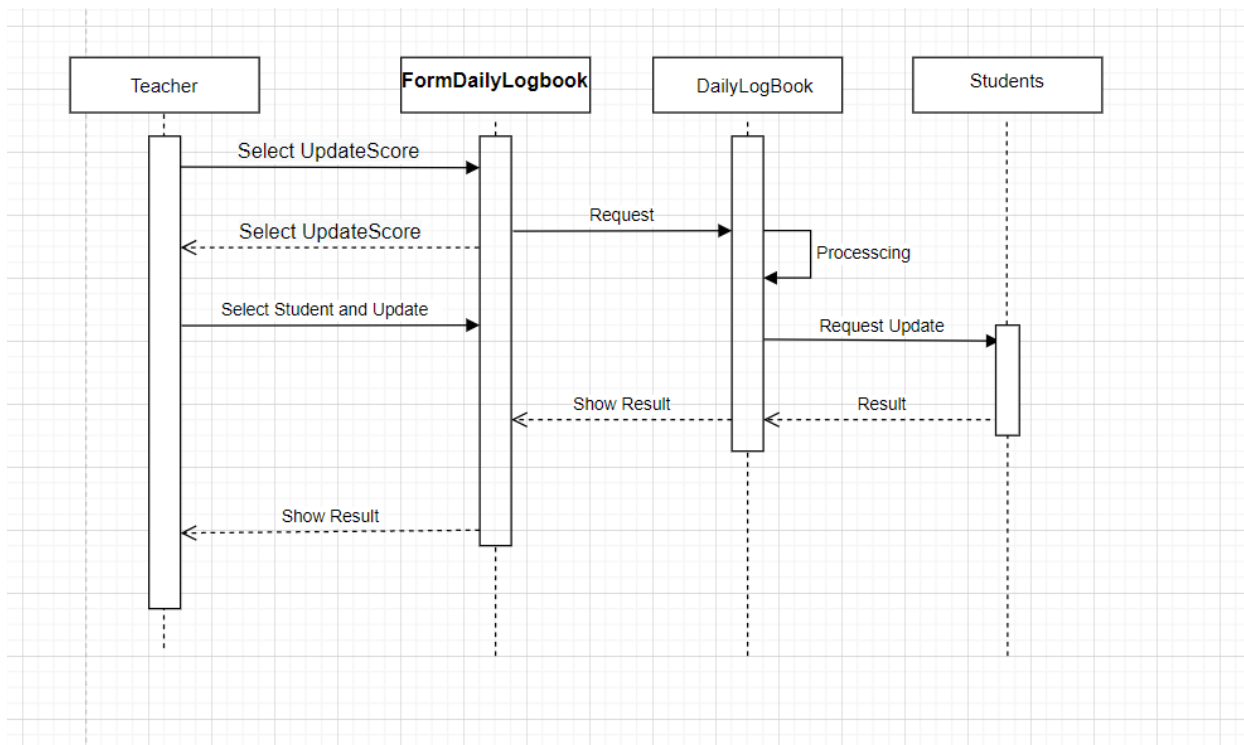 Teacher
FormDailyLogbook
DailyLogBook
Students
Select UpdateScore
Request
Select UpdateScore
Processcing
Select Student and Update
Request Update
Show Result
Result
Show Result